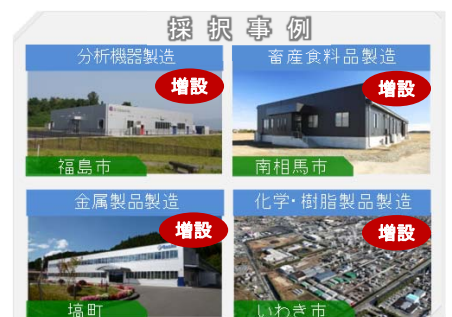 採択事例
分析機器製造
増設
福島市
畜産食料品製造
増設
南相馬市
金属製品製造
増設
塙町
化学・樹脂製品製造
増設
いわき市